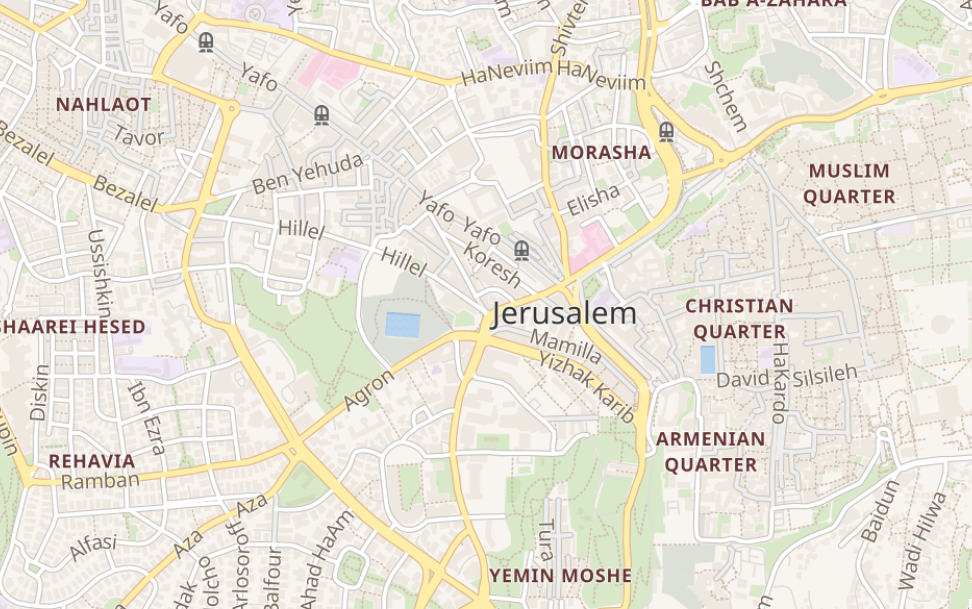 BAB A-ZAHARA
Yafo
Shivtei
HaNeviim
HaNeviim
Yafo
Shchem
NAHLAOT
Tavor
Bezalel
MORASHA
Ben Yehuda
MUSLIM
QUARTER
Bezalel
Elisha
Yafo
Yafo
Hillel
Ussishkin
Hillel
Koresh
Jerusalem
CHRISTIAN
QUARTER
SHAAREI HESED
Mamilla
Yizhak Karib
HaKardo
David
Silsileh
Diskin
Ibn Ezra
Agron
ARMENIAN
QUARTER
REHAVIA
Ramban
Aza
Baidun
Wadi Hilwa
Aza
Alfasi
Arlosoroff
Balfour
Ahad HaAm
Tura
YEMIN MOSHE